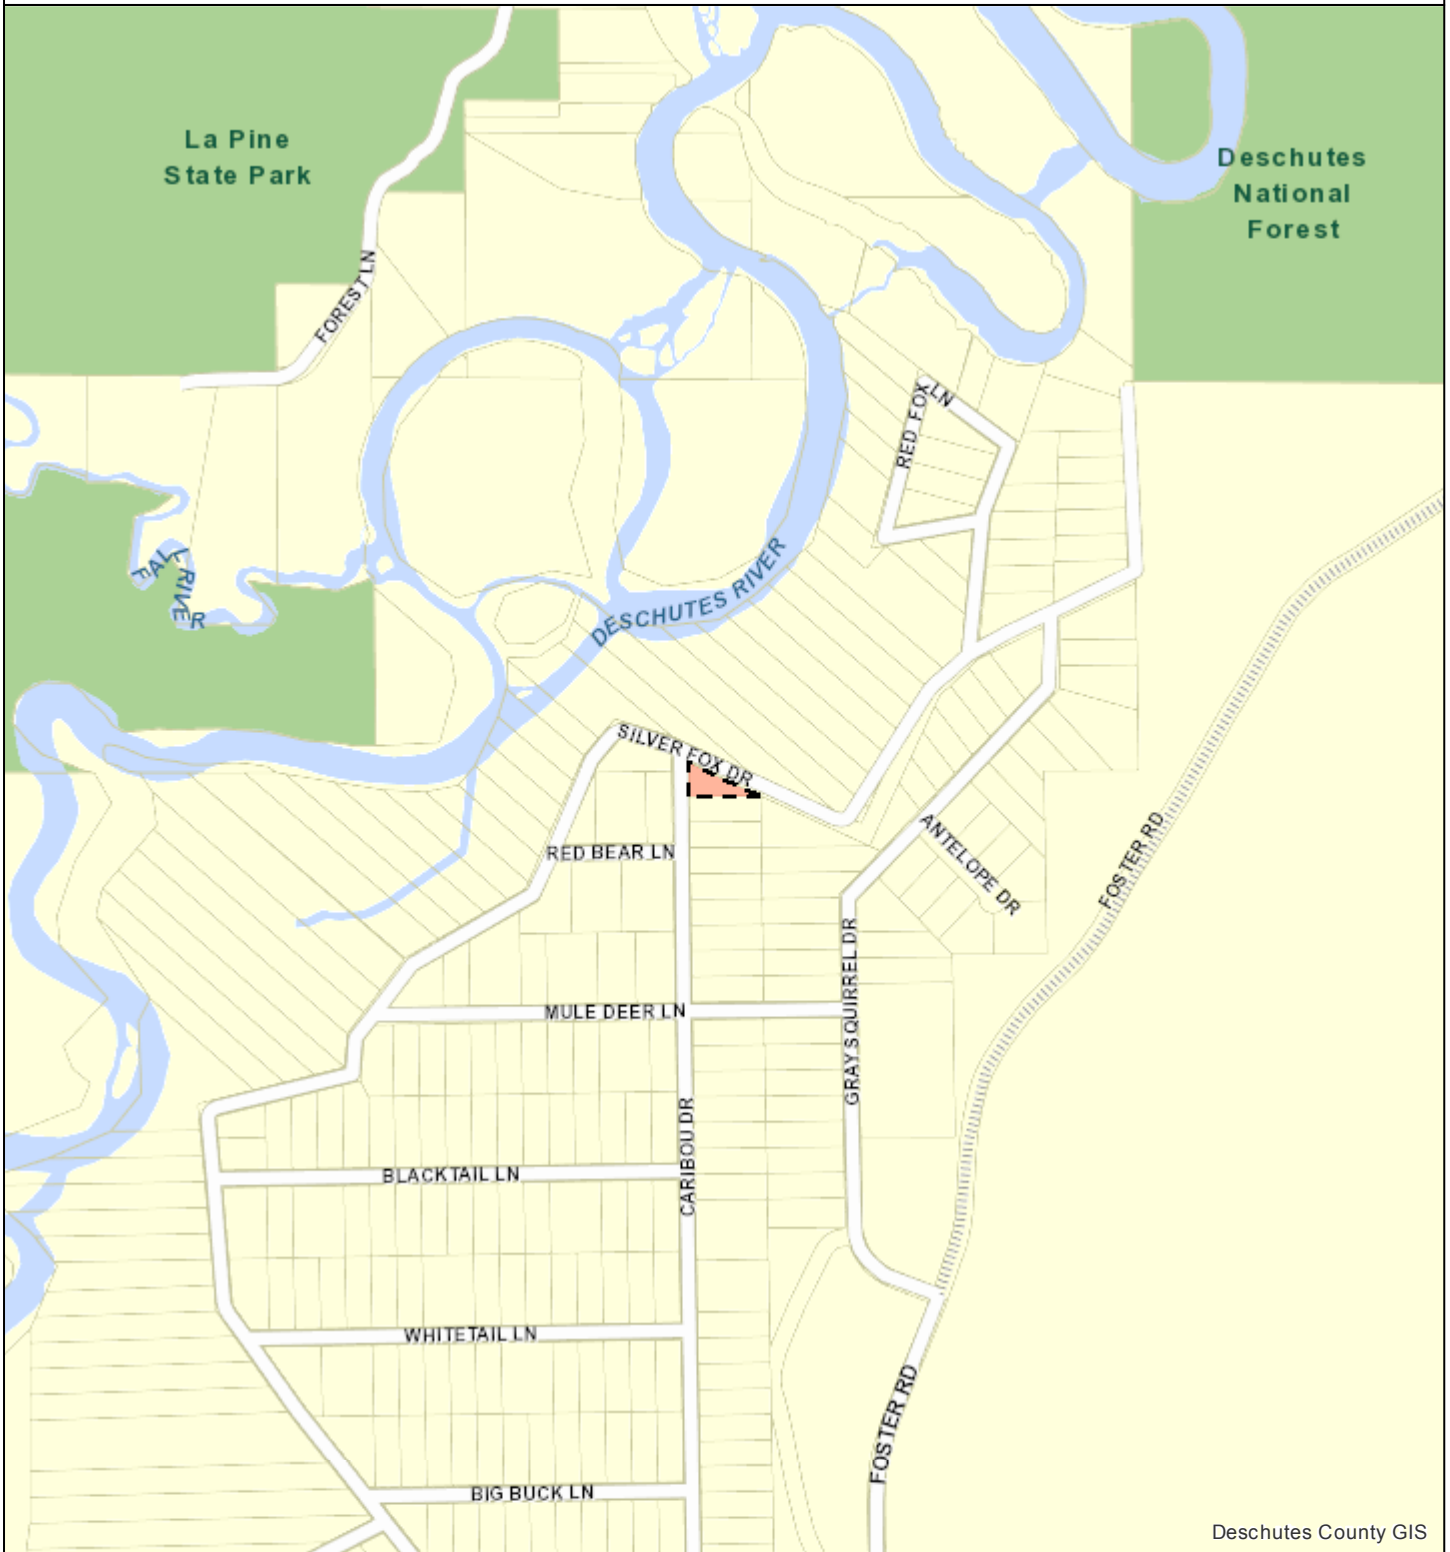 La Pine
State Park
Deschutes
National
Forest
FOREST LN
RED FOX LN
FALL RIVER
DESCHUTES RIVER
SILVER FOX DR
RED BEAR LN
ANTELOPE DR
FOSTER RD
GRAY SQUIRREL DR
MULE DEER LN
CARIBOU DR
BLACKTAIL LN
WHITETAIL LN
FOSTER RD
BIG BUCK LN
Deschutes County GIS